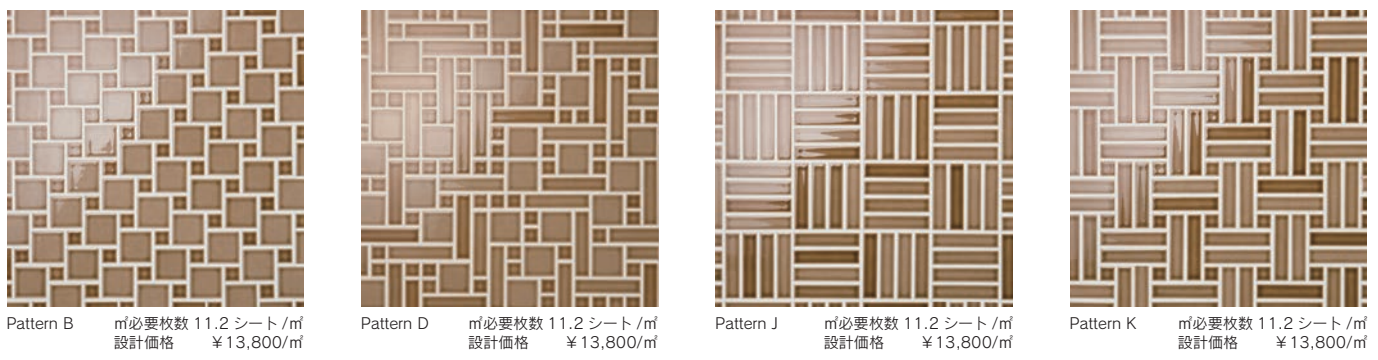 Pattern B ㎡必要枚数 11.2 シート /㎡
設計価格 ￥13,800/㎡
Pattern D ㎡必要枚数 11.2 シート /㎡
設計価格 ￥13,800/㎡
Pattern J ㎡必要枚数 11.2 シート /㎡
設計価格 ￥13,800/㎡
Pattern K ㎡必要枚数 11.2 シート /㎡
設計価格 ￥13,800/㎡